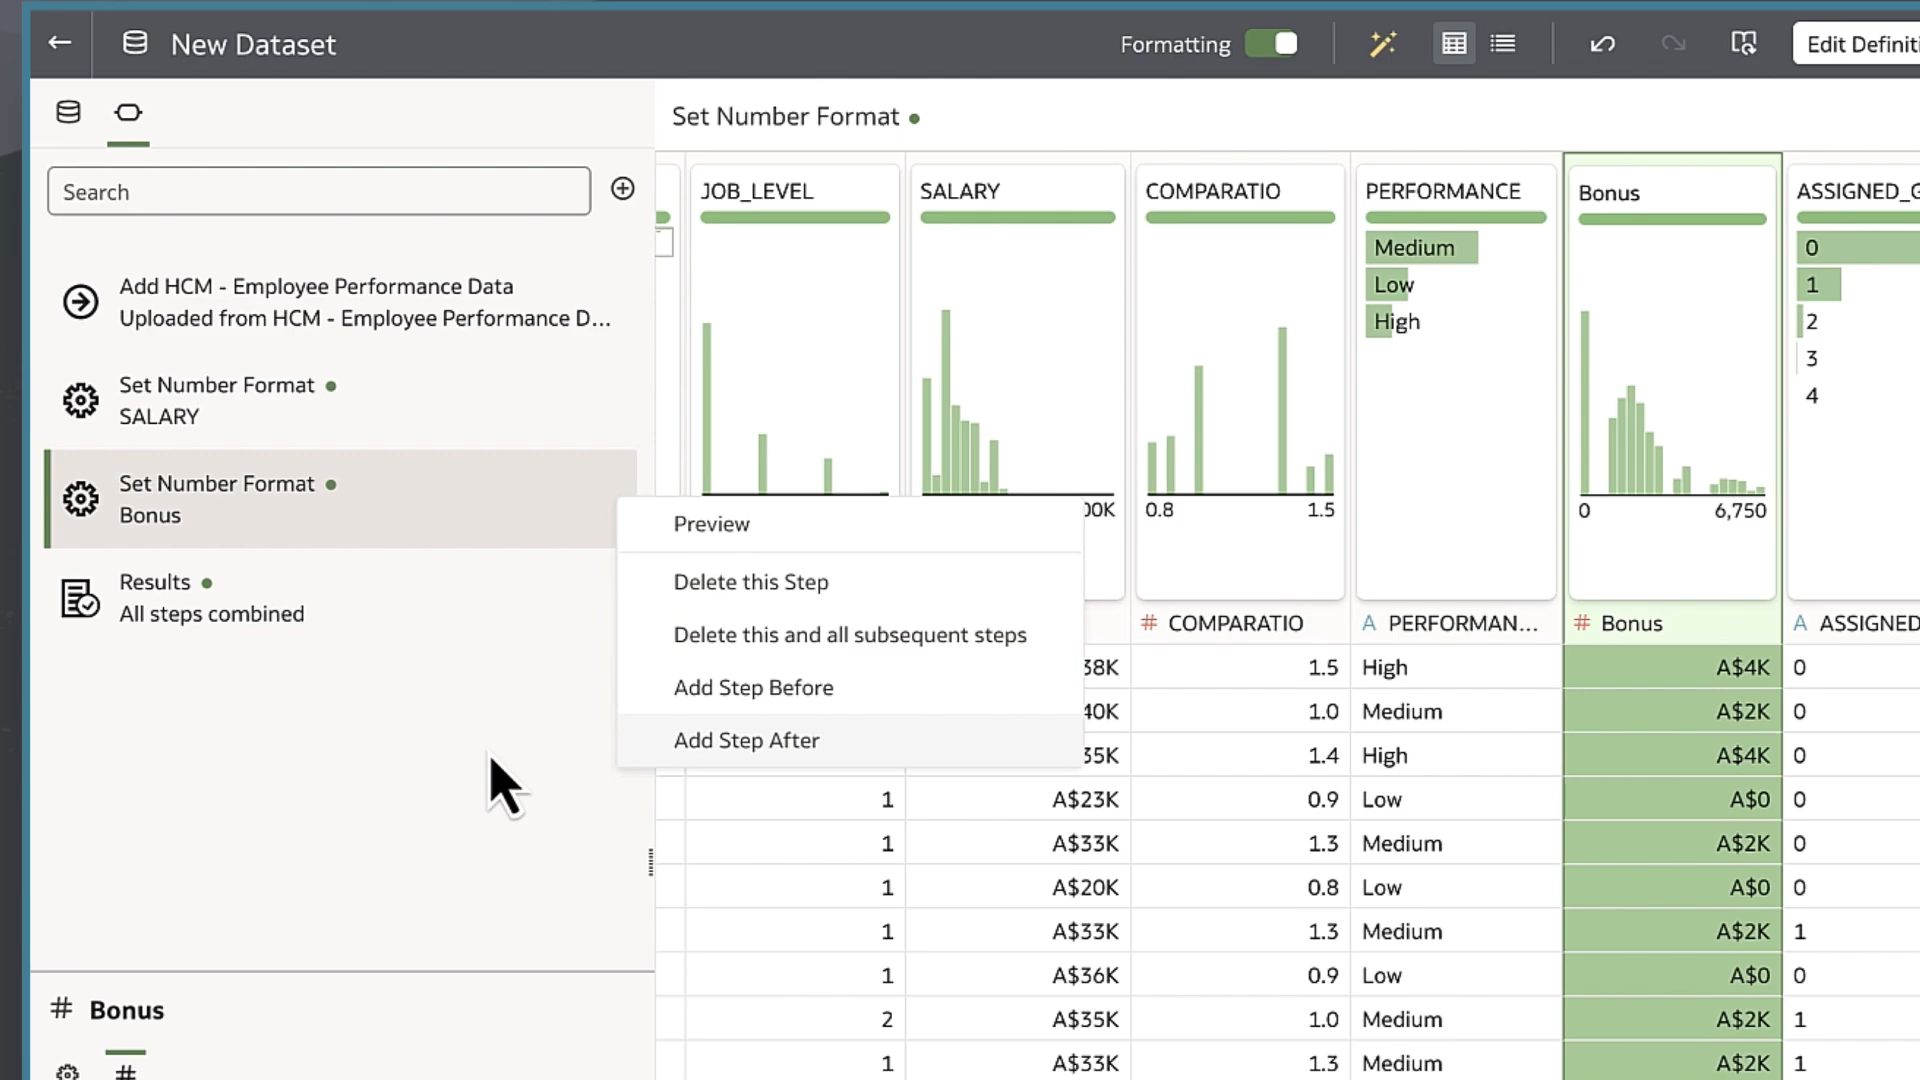 New Dataset
Formatting
Edit Definiti
Search
Add HCM - Employee Performance Data
Uploaded from HCM - Employee Performance D...
Set Number Format
SALARY
Set Number Format
Bonus
Results
All steps combined
Preview
Delete this Step
Delete this and all subsequent steps
Add Step Before
Add Step After
# Bonus
#
Set Number Format
JOB_LEVEL
SALARY
COMPARATIO
PERFORMANCE
Bonus
ASSIGNED_G
Medium
Low
High
0
1
2
3
4
00K
0.8
1.5
0
6,750
# COMPARATIO
A PERFORMAN...
# Bonus
A ASSIGNED
38K 1.5 High A$4K 0
40K 1.0 Medium A$2K 0
35K 1.4 High A$4K 0
1 A$23K 0.9 Low A$0 0
1 A$33K 1.3 Medium A$2K 0
1 A$20K 0.8 Low A$0 0
1 A$33K 1.3 Medium A$2K 1
1 A$36K 0.9 Low A$0 0
2 A$35K 1.0 Medium A$2K 1
1 A$33K 1.3 Medium A$2K 1